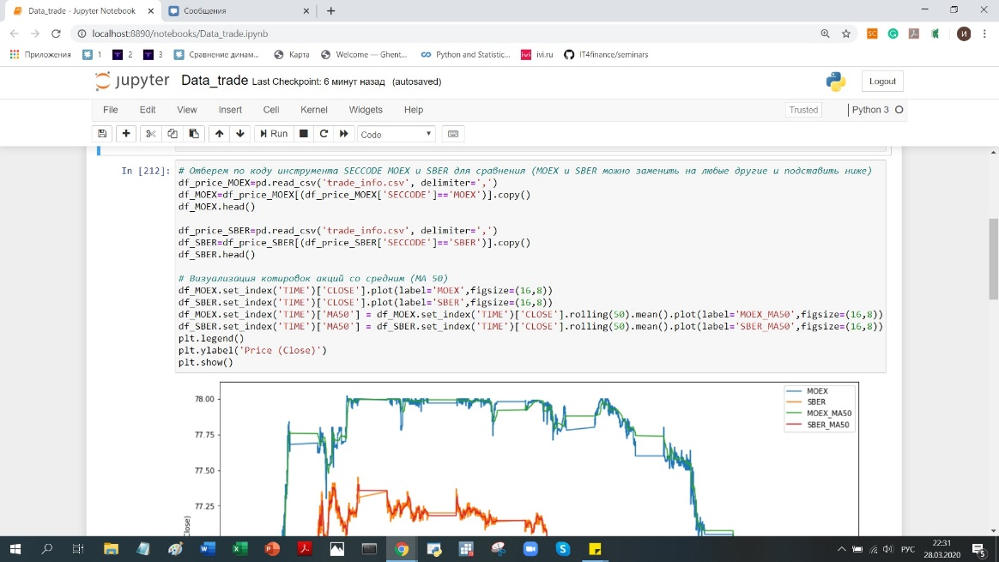 Data_trade - Jupyter Notebook
Сообщения
localhost:8890/notebooks/Data_trade.ipynb
Приложения 1 2 3 Сравнение динам... Карта Welcome — Ghent... Python and Statistic... ivi.ru IT4finance/seminars
jupyter Data_trade Last Checkpoint: 6 минут назад (autosaved)
Logout
File Edit View Insert Cell Kernel Widgets Help
Trusted Python 3
Run Code
In [212]:
# Отберем по коду инструмента SECCODE MOEX и SBER для сравнения (MOEX и SBER можно заменить на любые другие и подставить ниже)
df_price_MOEX=pd.read_csv('trade_info.csv', delimiter=',')
df_MOEX=df_price_MOEX[(df_price_MOEX['SECCODE']=='MOEX')].copy()
df_MOEX.head()
df_price_SBER=pd.read_csv('trade_info.csv', delimiter=',')
df_SBER=df_price_SBER[(df_price_SBER['SECCODE']=='SBER')].copy()
df_SBER.head()
# Визуализация котировок акций со средним (MA 50)
df_MOEX.set_index('TIME')['CLOSE'].plot(label='MOEX',figsize=(16,8))
df_SBER.set_index('TIME')['CLOSE'].plot(label='SBER',figsize=(16,8))
df_MOEX.set_index('TIME')['MA50'] = df_MOEX.set_index('TIME')['CLOSE'].rolling(50).mean().plot(label='MOEX_MA50',figsize=(16,8))
df_SBER.set_index('TIME')['MA50'] = df_SBER.set_index('TIME')['CLOSE'].rolling(50).mean().plot(label='SBER_MA50',figsize=(16,8))
plt.legend()
plt.ylabel('Price (Close)')
plt.show()
78.00
77.75
77.50
77.25
Close)
MOEX
SBER
MOEX_MA50
SBER_MA50
РУС
22:31
28.03.2020
5